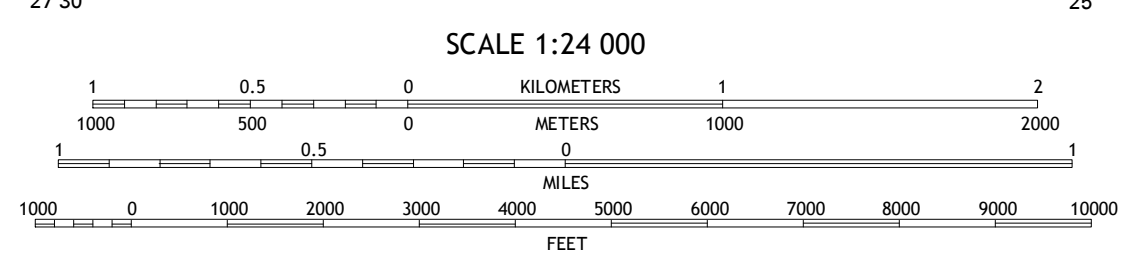 27'30" 25'
SCALE 1:24 000
1 0.5 0 KILOMETERS 1 2
1000 500 0 METERS 1000 2000
1 0.5 0 1
MILES
1000 0 1000 2000 3000 4000 5000 6000 7000 8000 9000 10000
FEET